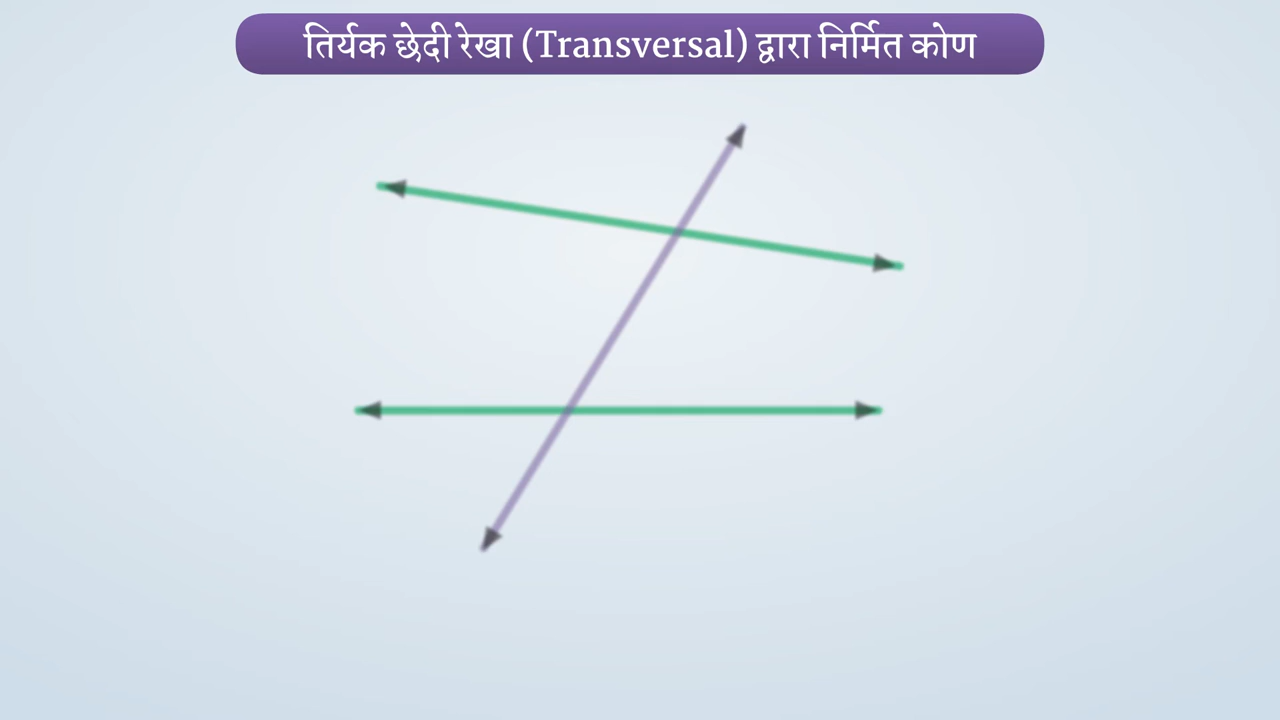 तिर्यक छेदी रेखा (Transversal) द्वारा निर्मित कोण